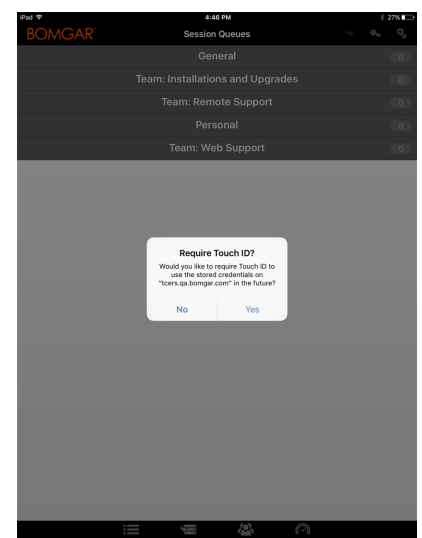 iPad 4:46 PM 27%
BOMGAR Session Queues
General 0
Team: Installations and Upgrades 0
Team: Remote Support 0
Personal 0
Team: Web Support 0
Require Touch ID?
Would you like to require Touch ID to
use the stored credentials on
"tcers.qa.bomgar.com" in the future?
No Yes